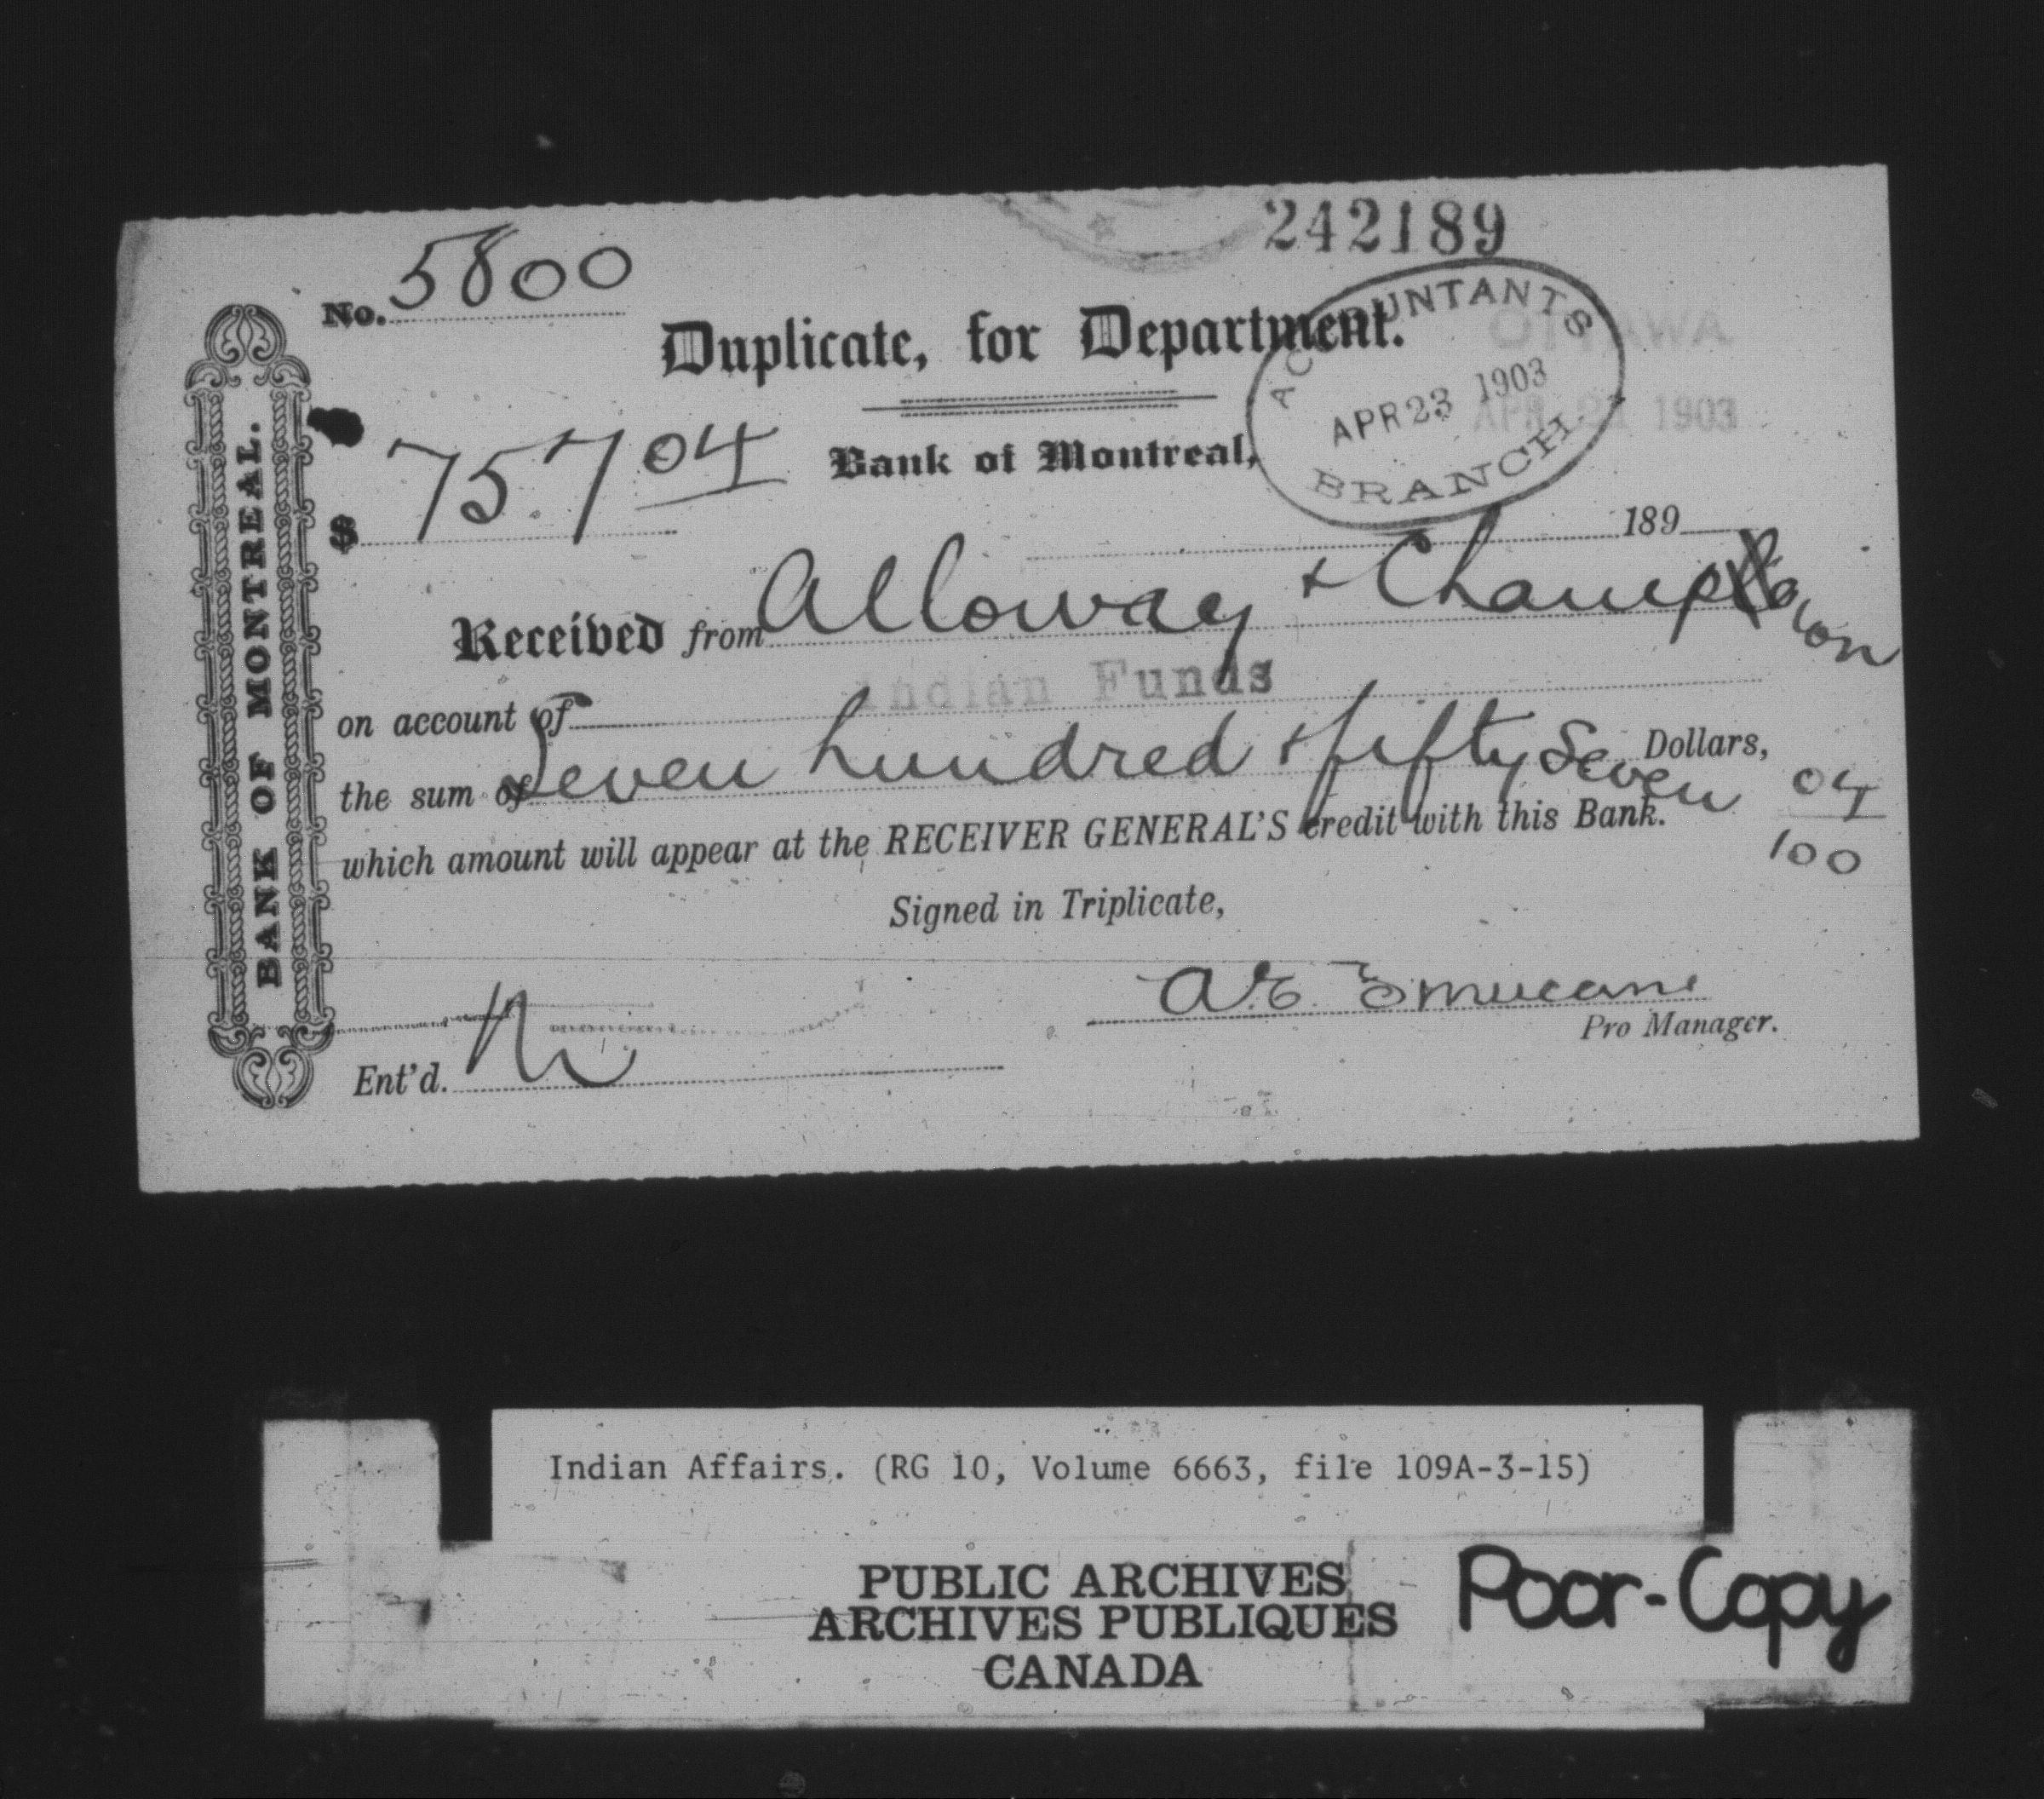 242189
No. 5800
Duplicate, for Department.
ACCOUNTANTS
APR 23 1903
BRANCH
OTTAWA
APR 23 1903
$ 757 04
Bank of Montreal,
189
Received from Alloway & Champion
on account of Indian Funds
the sum of Seven hundred & fifty Seven Dollars, 04
100
which amount will appear at the RECEIVER GENERAL'S credit with this Bank.
Signed in Triplicate,
Pro Manager.
Ent'd.
BANK OF MONTREAL.
Indian Affairs. (RG 10, Volume 6663, file 109A-3-15)
PUBLIC ARCHIVES
ARCHIVES PUBLIQUES
CANADA
Poor-Copy